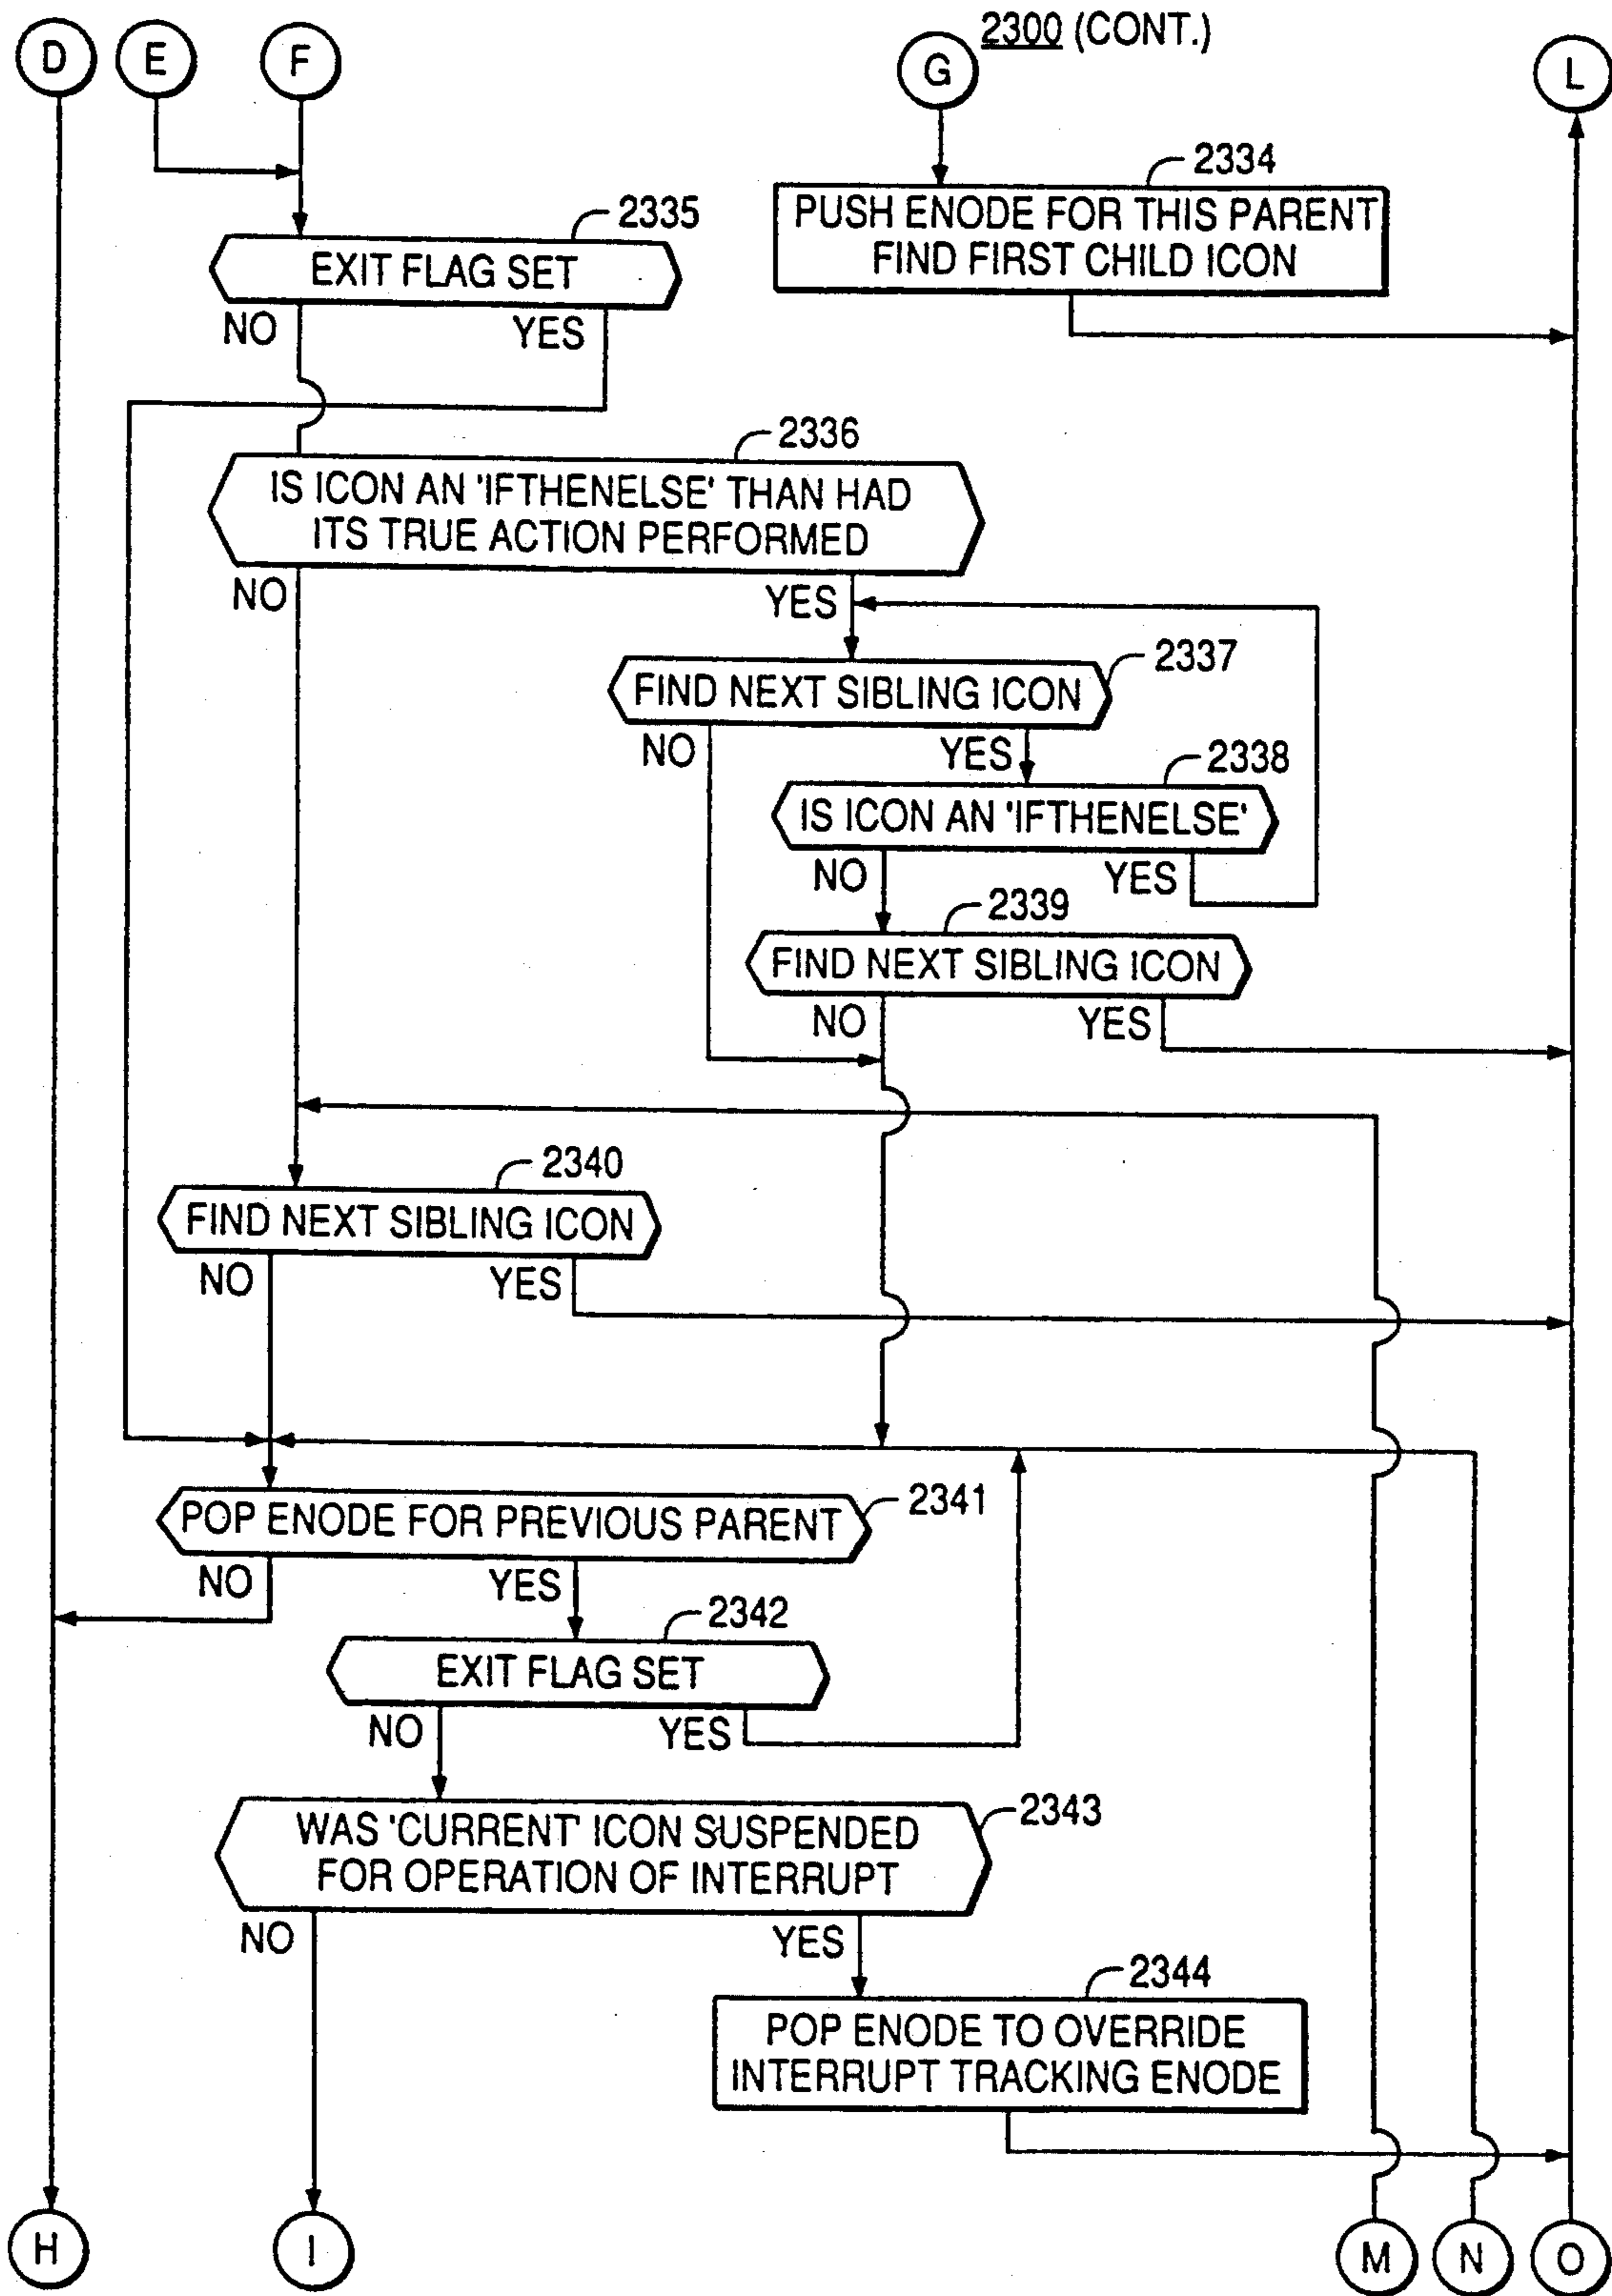 2300 (CONT.)
D
E
F
G
L
2334
PUSH ENODE FOR THIS PARENT
FIND FIRST CHILD ICON
2335
EXIT FLAG SET
NO
YES
2336
IS ICON AN 'IFTHENELSE' THAN HAD
ITS TRUE ACTION PERFORMED
NO
YES
2337
FIND NEXT SIBLING ICON
NO
YES
2338
IS ICON AN 'IFTHENELSE'
NO
YES
2339
FIND NEXT SIBLING ICON
NO
YES
2340
FIND NEXT SIBLING ICON
NO
YES
2341
POP ENODE FOR PREVIOUS PARENT
NO
YES
2342
EXIT FLAG SET
NO
YES
2343
WAS 'CURRENT' ICON SUSPENDED
FOR OPERATION OF INTERRUPT
NO
YES
2344
POP ENODE TO OVERRIDE
INTERRUPT TRACKING ENODE
H
I
M
N
O